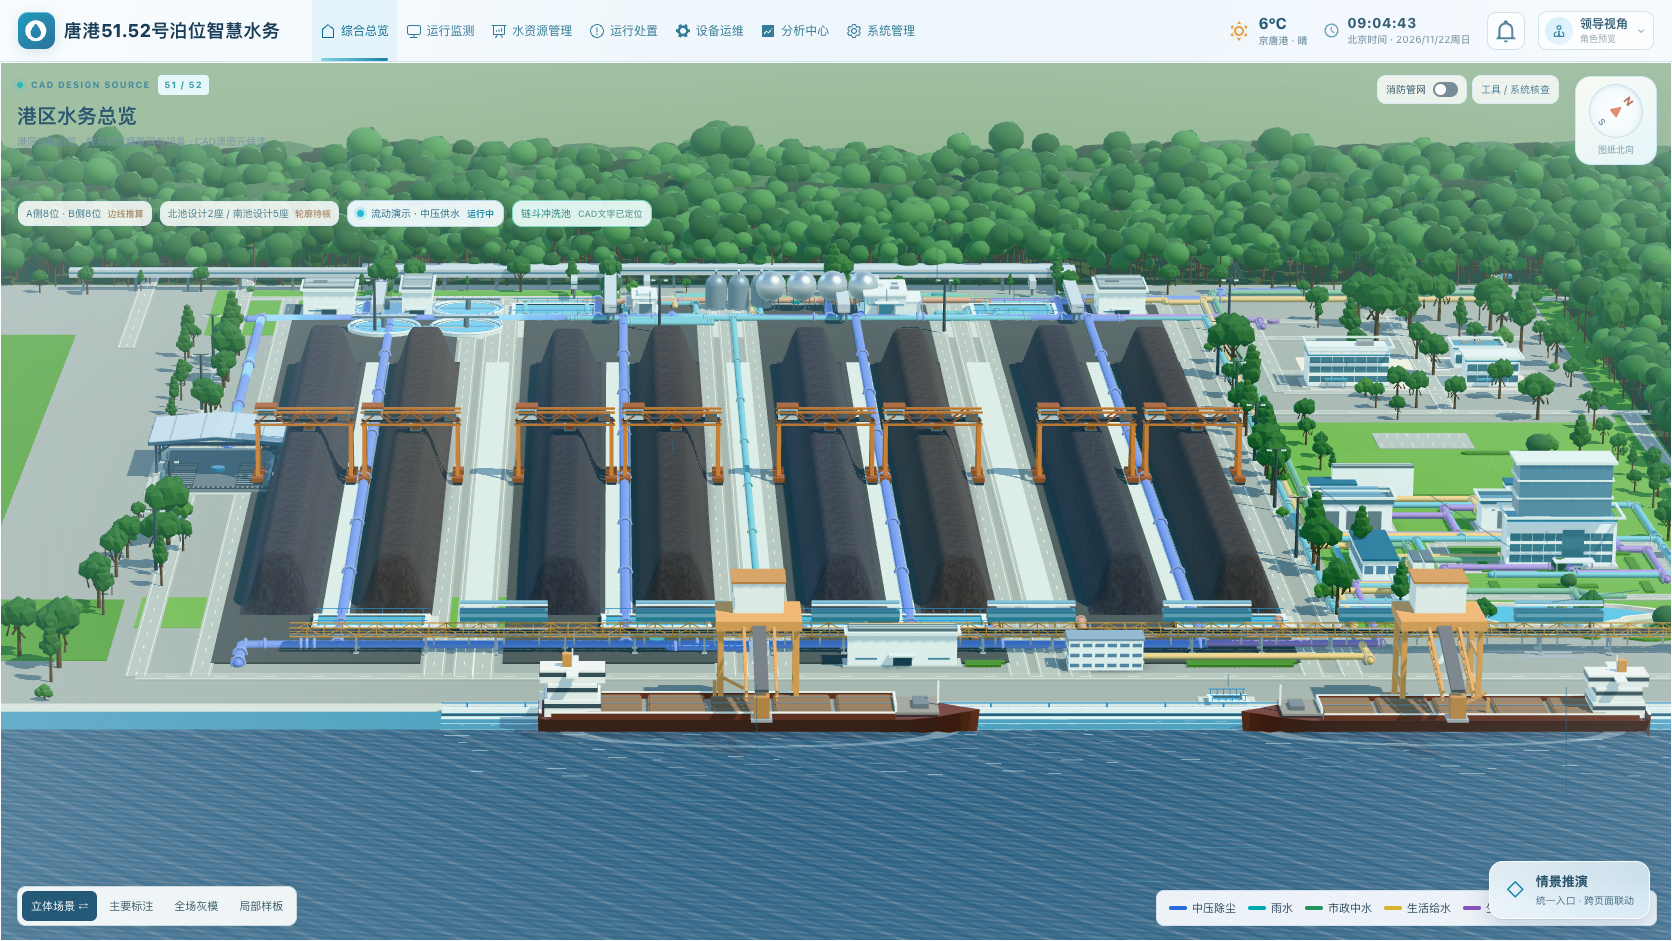 唐港51.52号泊位智慧水务
综合总览
运行监测
水资源管理
运行处置
设备运维
分析中心
系统管理
6°C
京唐港 · 晴
09:04:43
北京时间 · 2026/11/22周日
领导视角
角色预览
CAD DESIGN SOURCE 51 / 52
港区水务总览
消防管网
工具 / 系统核查
N
S
图纸北向
A侧8位 · B侧8位 边线推算
北池设计2座 / 南池设计5座 轮廓待核
流动演示 · 中压供水 运行中
链斗冲洗池 CAD文字已定位
立体场景
主要标注
全场灰模
局部样板
中压除尘
雨水
市政中水
生活给水
情景推演
统一入口 · 跨页面联动